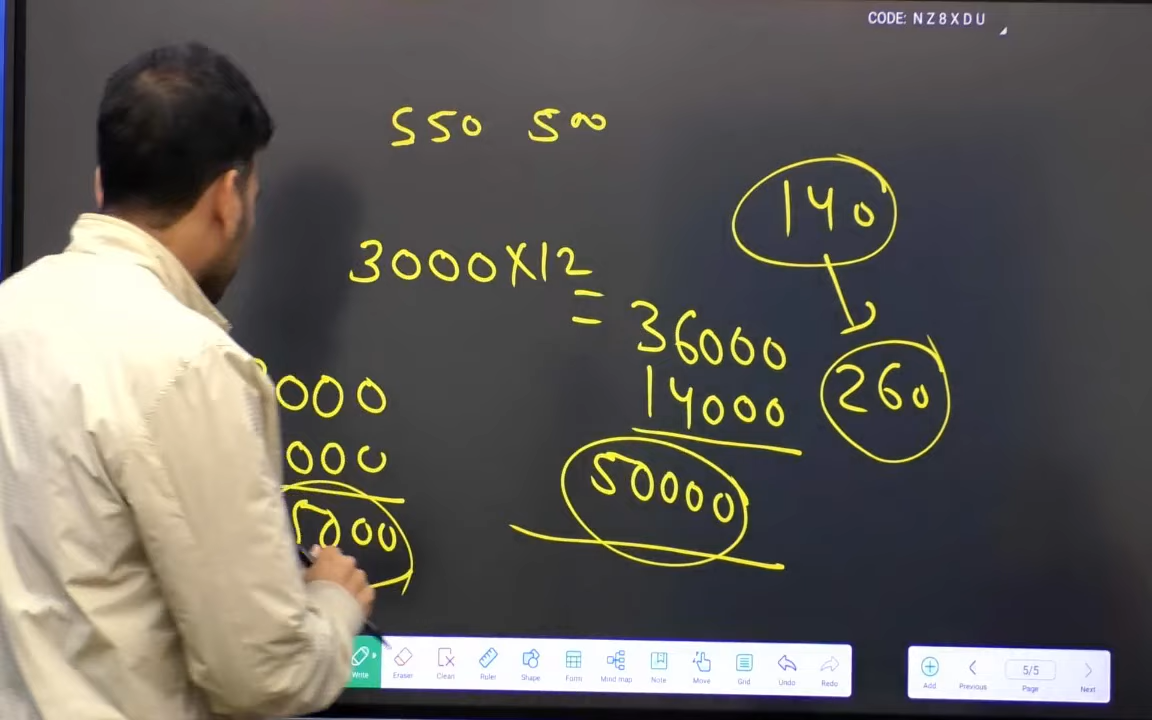 CODE: NZ8XDU
550 500
140
3000X12
= 36000
14000
260
50000
000
000
5000
Write
Eraser
Clean
Ruler
Shape
Form
Mind map
Note
Move
Grid
Undo
Redo
Add
Previous
5/5
Page
Next